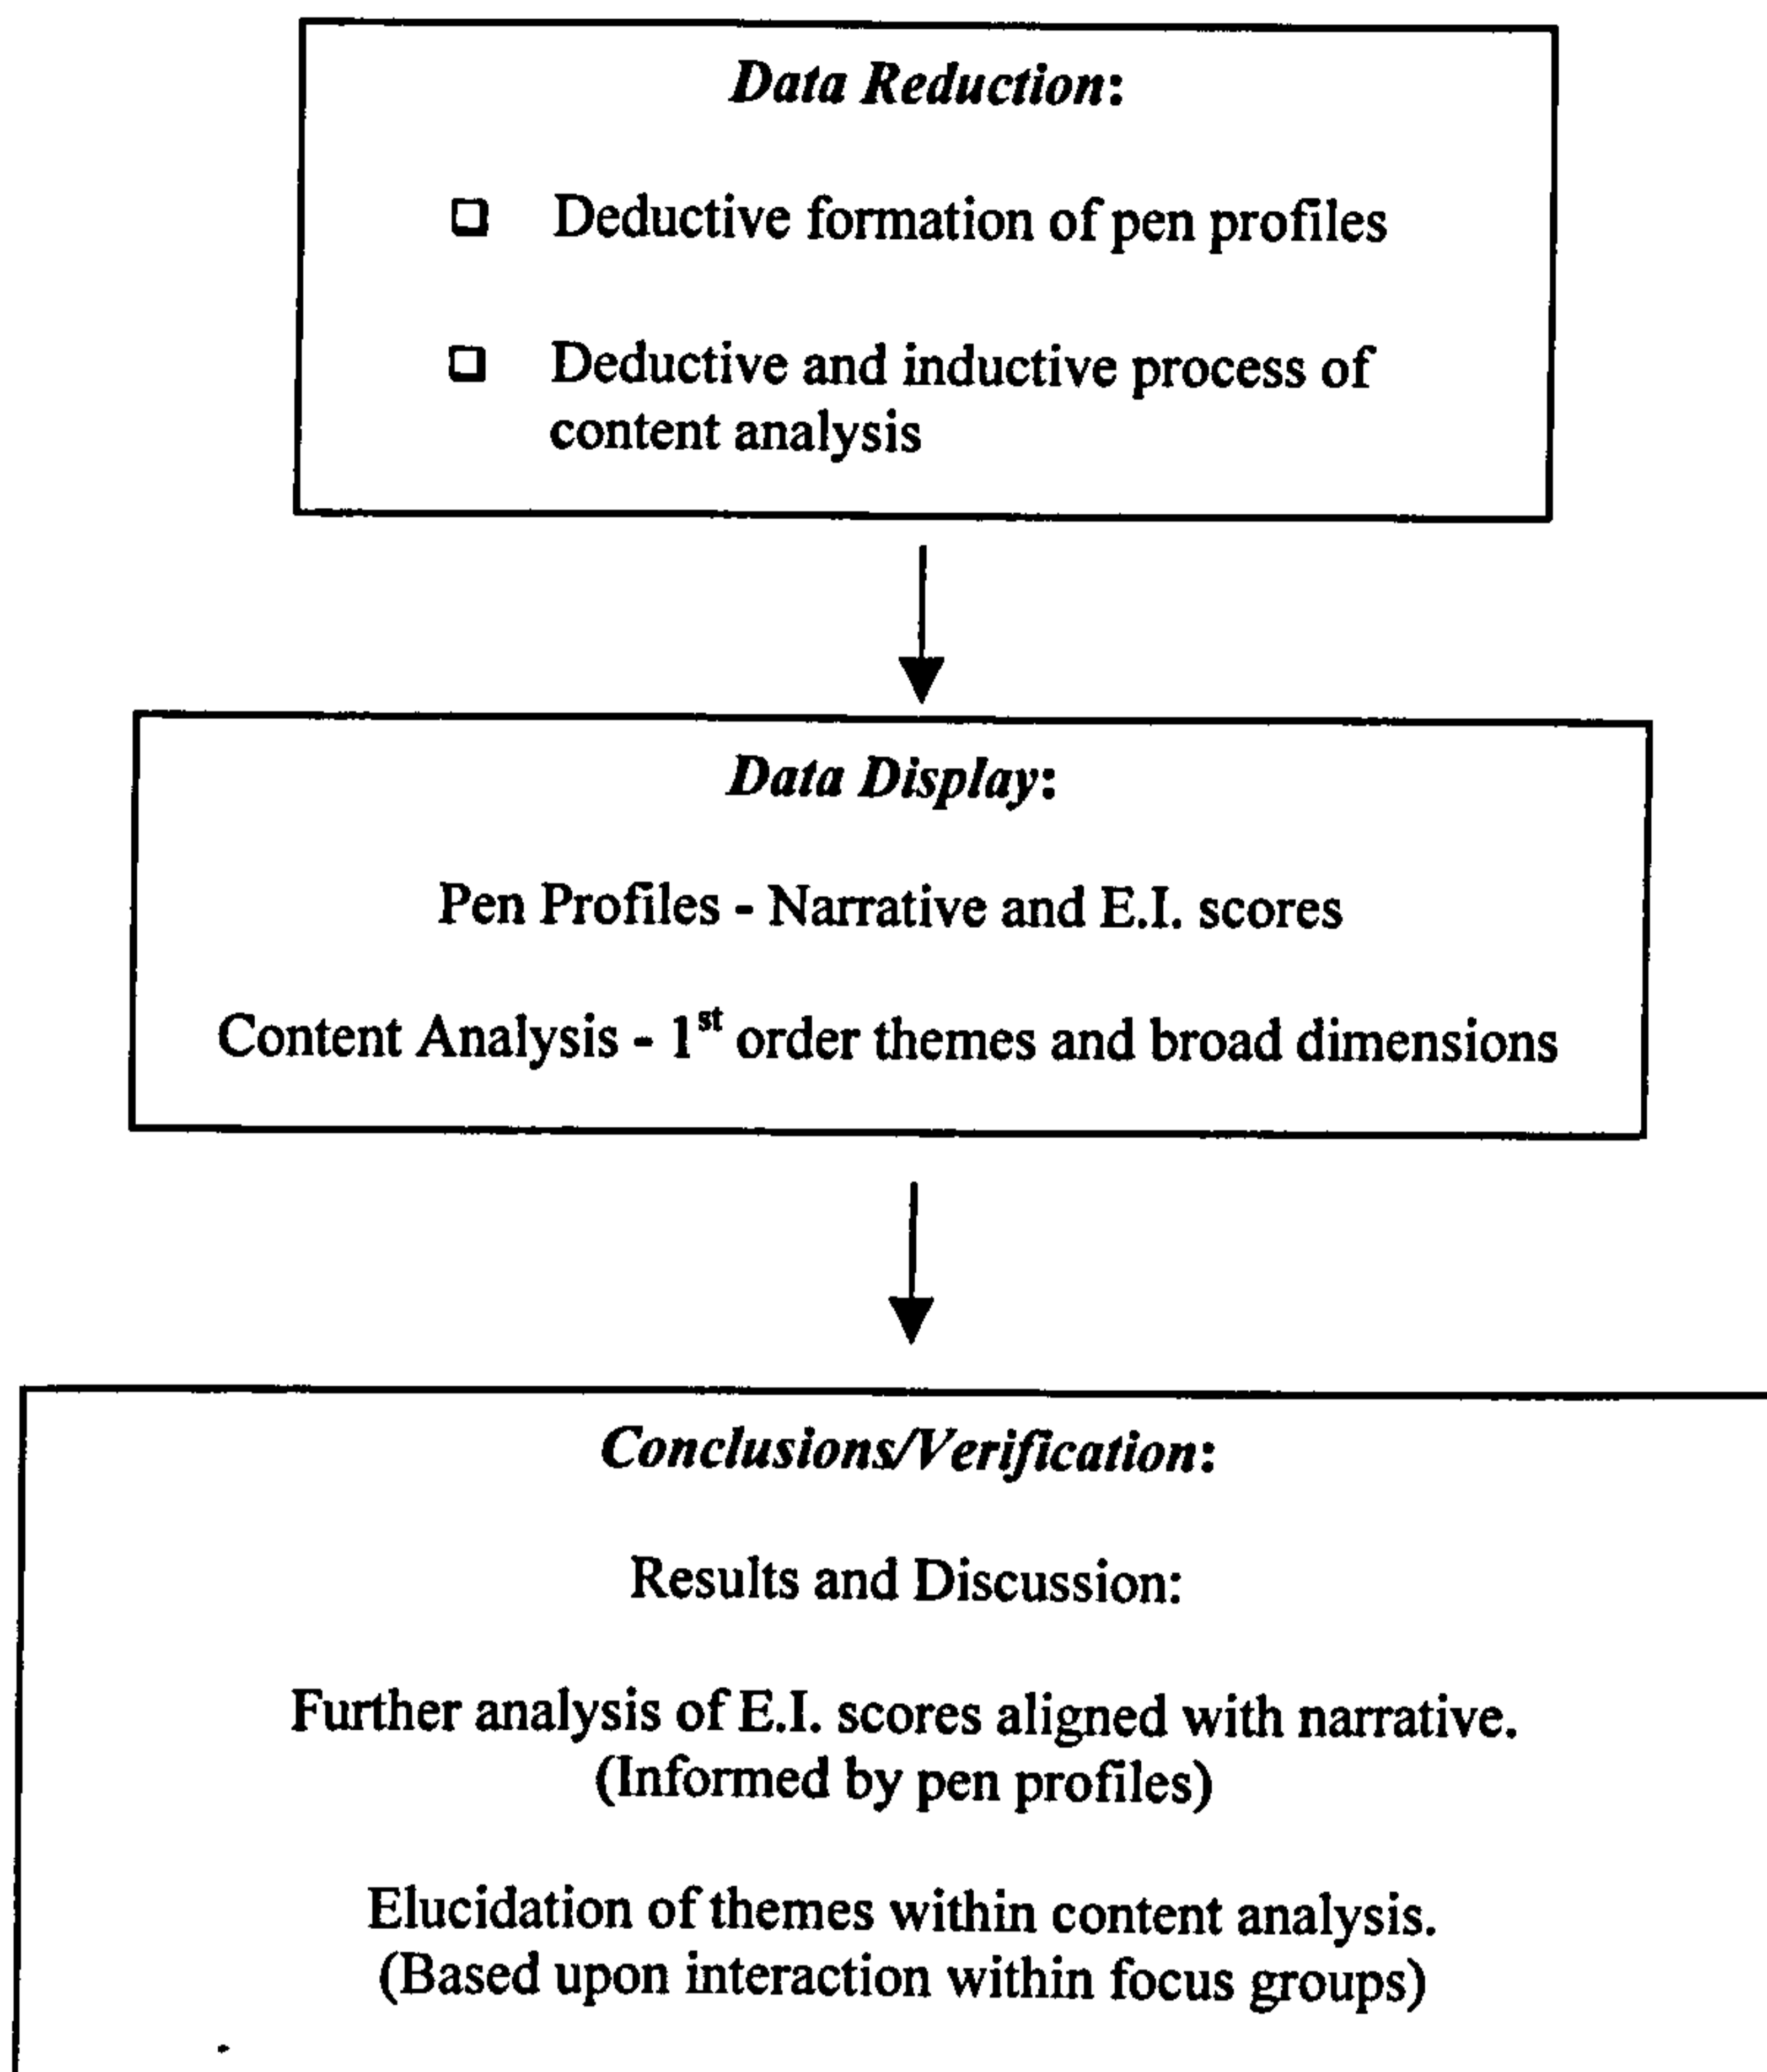 Data Reduction:
❑ Deductive formation of pen profiles
❑ Deductive and inductive process of
content analysis
Data Display:
Pen Profiles - Narrative and E.I. scores
Content Analysis - 1st order themes and broad dimensions
Conclusions/Verification:
Results and Discussion:
Further analysis of E.I. scores aligned with narrative.
(Informed by pen profiles)
Elucidation of themes within content analysis.
(Based upon interaction within focus groups)